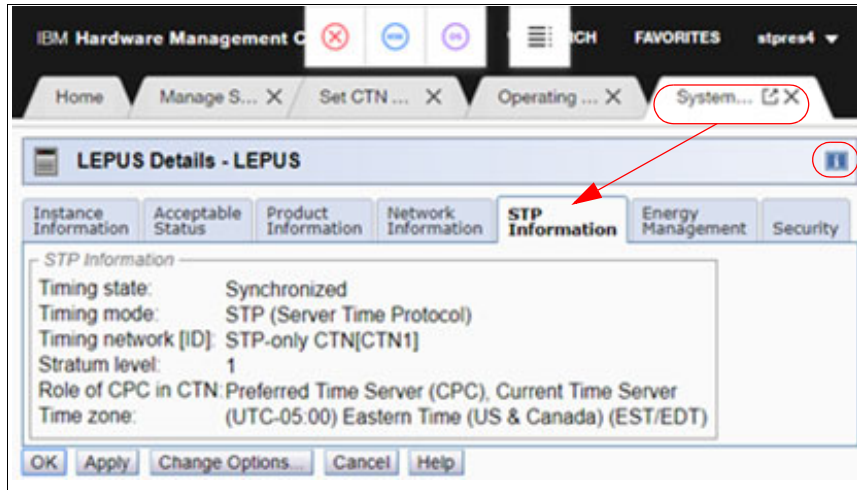 IBM Hardware Management C
CH FAVORITES stpres4
Home Manage S... Set CTN ... Operating ... System...
LEPUS Details - LEPUS
Instance Information Acceptable Status Product Information Network Information STP Information Energy Management Security
STP Information
Timing state: Synchronized
Timing mode: STP (Server Time Protocol)
Timing network [ID]: STP-only CTN[CTN1]
Stratum level: 1
Role of CPC in CTN: Preferred Time Server (CPC), Current Time Server
Time zone: (UTC-05:00) Eastern Time (US & Canada) (EST/EDT)
OK Apply Change Options... Cancel Help